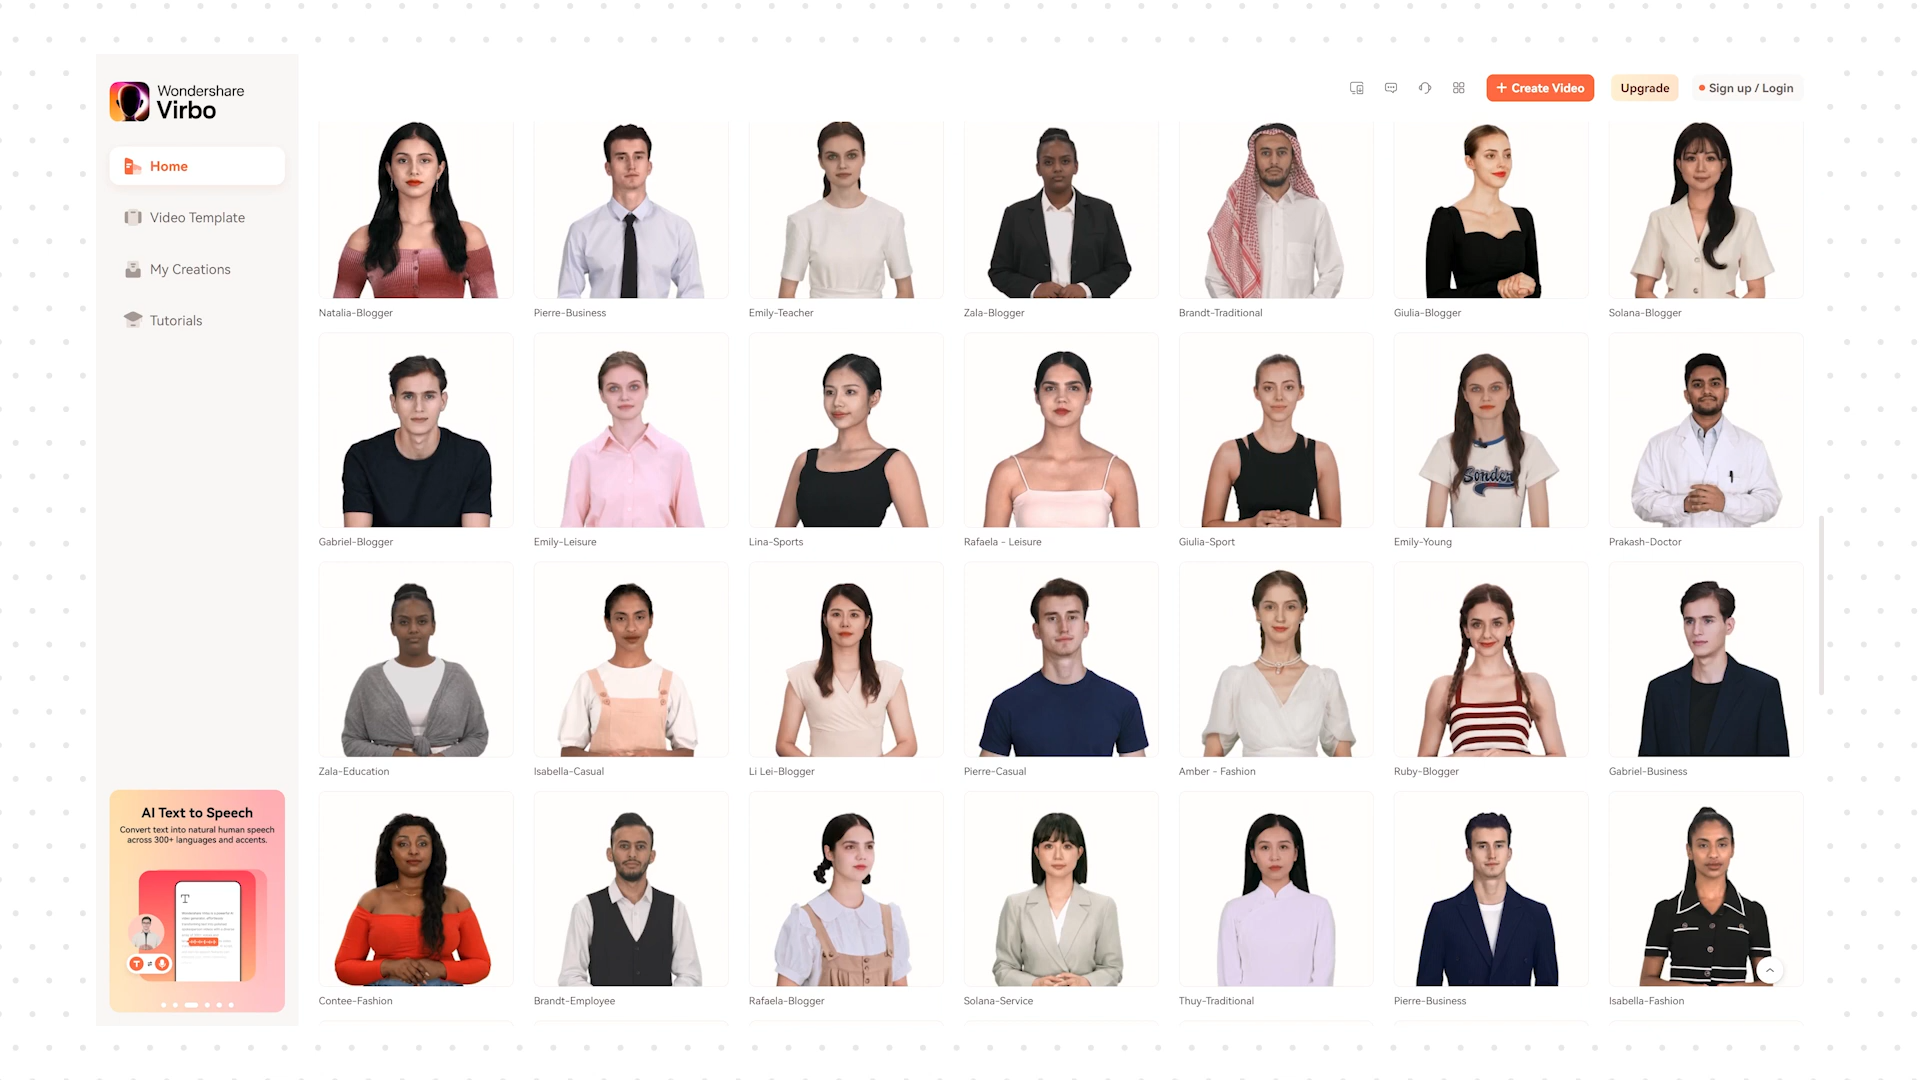 Wondershare
Virbo
Home
Video Template
My Creations
Tutorials
AI Text to Speech
Convert text into natural human speech
across 300+ languages and accents.
T
T
Create Video
Upgrade
Sign up / Login
Natalia-Blogger
Pierre-Business
Emily-Teacher
Zala-Blogger
Brandt-Traditional
Giulia-Blogger
Solana-Blogger
Sonder
Gabriel-Blogger
Emily-Leisure
Lina-Sports
Rafaela - Leisure
Giulia-Sport
Emily-Young
Prakash-Doctor
Zala-Education
Isabella-Casual
Li Lei-Blogger
Pierre-Casual
Amber - Fashion
Ruby-Blogger
Gabriel-Business
Contee-Fashion
Brandt-Employee
Rafaela-Blogger
Solana-Service
Thuy-Traditional
Pierre-Business
Isabella-Fashion